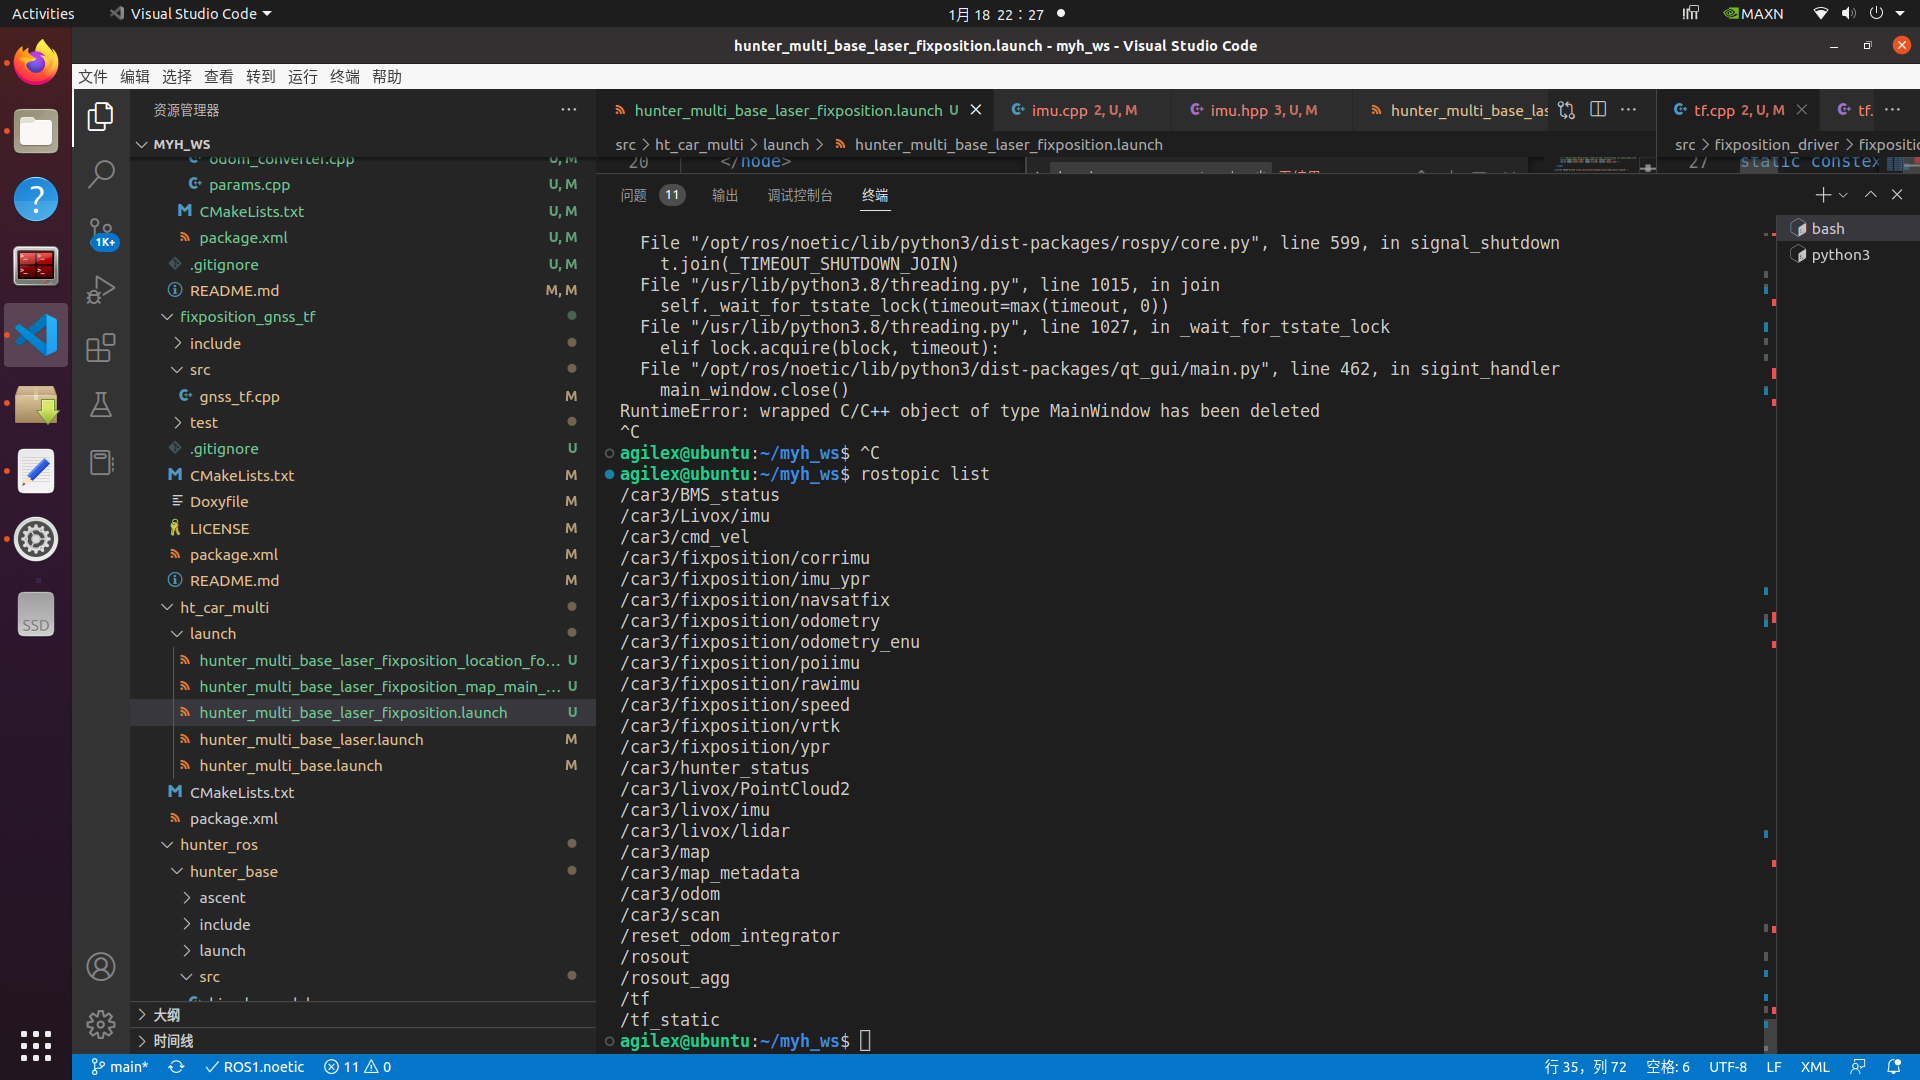 Activities
Visual Studio Code
1月 18 22：27
MAXN
hunter_multi_base_laser_fixposition.launch - myh_ws - Visual Studio Code
文件 编辑 选择 查看 转到 运行 终端 帮助
资源管理器
MYH_WS
odom_converter.cpp U, M
params.cpp U, M
CMakeLists.txt U, M
package.xml U, M
.gitignore U, M
README.md M, M
fixposition_gnss_tf
include
src
gnss_tf.cpp M
test
.gitignore U
CMakeLists.txt M
Doxyfile M
LICENSE M
package.xml M
README.md M
ht_car_multi
launch
hunter_multi_base_laser_fixposition_location_fo... U
hunter_multi_base_laser_fixposition_map_main_... U
hunter_multi_base_laser_fixposition.launch U
hunter_multi_base_laser.launch M
hunter_multi_base.launch M
CMakeLists.txt
package.xml
hunter_ros
hunter_base
ascent
include
launch
src
大纲
时间线
1K+
SSD
hunter_multi_base_laser_fixposition.launch U
imu.cpp 2, U, M
imu.hpp 3, U, M
hunter_multi_base_las
tf.cpp 2, U, M
tf.
src > ht_car_multi > launch > hunter_multi_base_laser_fixposition.launch
src > fixposition_driver > fixpositio
20 </node>
27 static constex
问题 11 输出 调试控制台 终端
bash
python3
File "/opt/ros/noetic/lib/python3/dist-packages/rospy/core.py", line 599, in signal_shutdown
t.join(_TIMEOUT_SHUTDOWN_JOIN)
File "/usr/lib/python3.8/threading.py", line 1015, in join
self._wait_for_tstate_lock(timeout=max(timeout, 0))
File "/usr/lib/python3.8/threading.py", line 1027, in _wait_for_tstate_lock
elif lock.acquire(block, timeout):
File "/opt/ros/noetic/lib/python3/dist-packages/qt_gui/main.py", line 462, in sigint_handler
main_window.close()
RuntimeError: wrapped C/C++ object of type MainWindow has been deleted
^C
agilex@ubuntu:~/myh_ws$ ^C
agilex@ubuntu:~/myh_ws$ rostopic list
/car3/BMS_status
/car3/Livox/imu
/car3/cmd_vel
/car3/fixposition/corrimu
/car3/fixposition/imu_ypr
/car3/fixposition/navsatfix
/car3/fixposition/odometry
/car3/fixposition/odometry_enu
/car3/fixposition/poiimu
/car3/fixposition/rawimu
/car3/fixposition/speed
/car3/fixposition/vrtk
/car3/fixposition/ypr
/car3/hunter_status
/car3/livox/PointCloud2
/car3/livox/imu
/car3/livox/lidar
/car3/map
/car3/map_metadata
/car3/odom
/car3/scan
/reset_odom_integrator
/rosout
/rosout_agg
/tf
/tf_static
agilex@ubuntu:~/myh_ws$
main* ROS1.noetic 11 0
行 35，列 72 空格: 6 UTF-8 LF XML